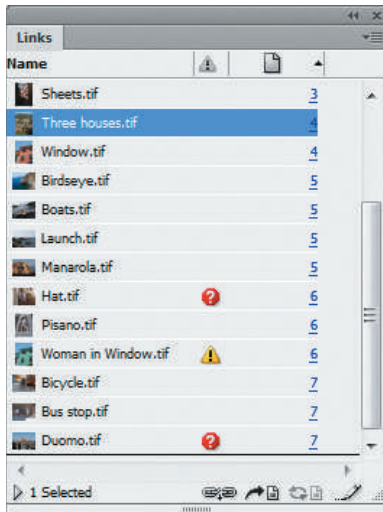 Links
Name
Sheets.tif 3
Three houses.tif 4
Window.tif 4
Birdseye.tif 5
Boats.tif 5
Launch.tif 5
Manarola.tif 5
Hat.tif ? 6
Pisano.tif 6
Woman in Window.tif ! 6
Bicycle.tif 7
Bus stop.tif 7
Duomo.tif ? 7
1 Selected